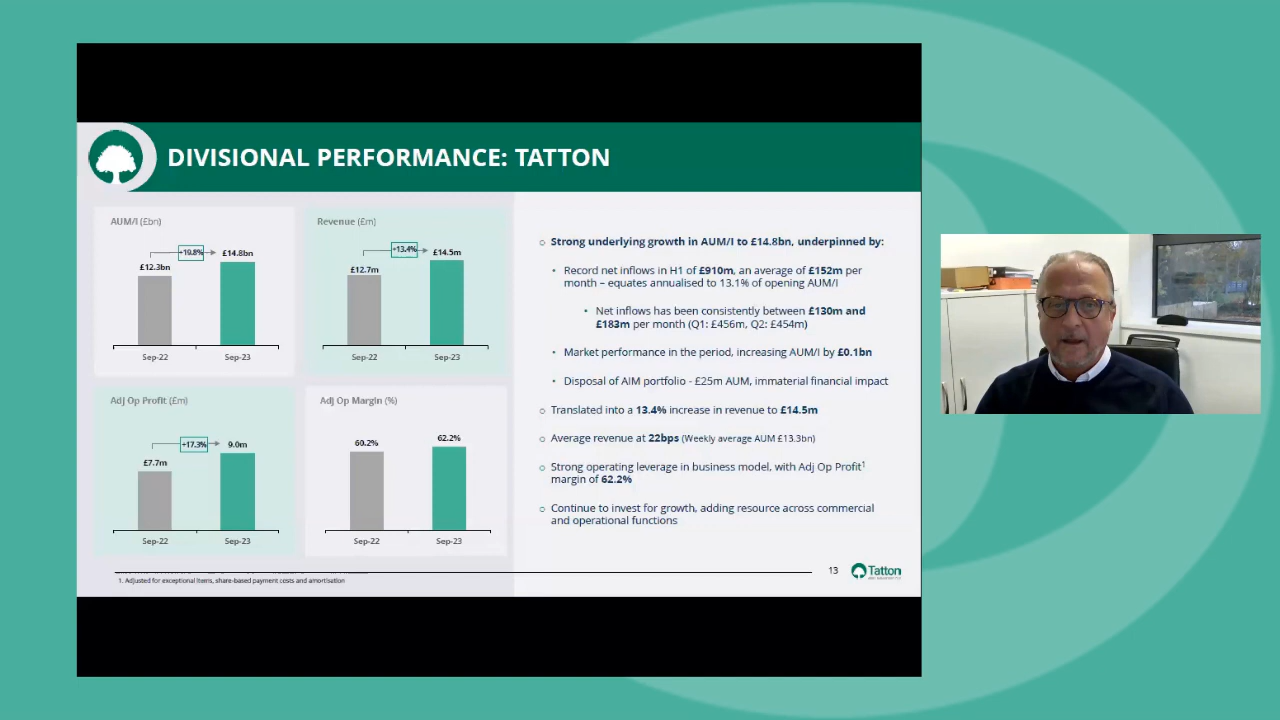 DIVISIONAL PERFORMANCE: TATTON
AUM/I (£bn)
+19.8%
£12.3bn
£14.8bn
Sep-22
Sep-23
Revenue (£m)
+13.4%
£12.7m
£14.5m
Sep-22
Sep-23
Adj Op Profit (£m)
+17.3%
£7.7m
9.0m
Sep-22
Sep-23
Adj Op Margin (%)
60.2%
62.2%
Sep-22
Sep-23
Strong underlying growth in AUM/I to £14.8bn, underpinned by:
Record net inflows in H1 of £910m, an average of £152m per
month – equates annualised to 13.1% of opening AUM/I
Net inflows has been consistently between £130m and
£183m per month (Q1: £456m, Q2: £454m)
Market performance in the period, increasing AUM/I by £0.1bn
Disposal of AIM portfolio - £25m AUM, immaterial financial impact
Translated into a 13.4% increase in revenue to £14.5m
Average revenue at 22bps (Weekly average AUM £13.3bn)
Strong operating leverage in business model, with Adj Op Profit¹
margin of 62.2%
Continue to invest for growth, adding resource across commercial
and operational functions
1. Adjusted for exceptional items, share-based payment costs and amortisation
13
Tatton